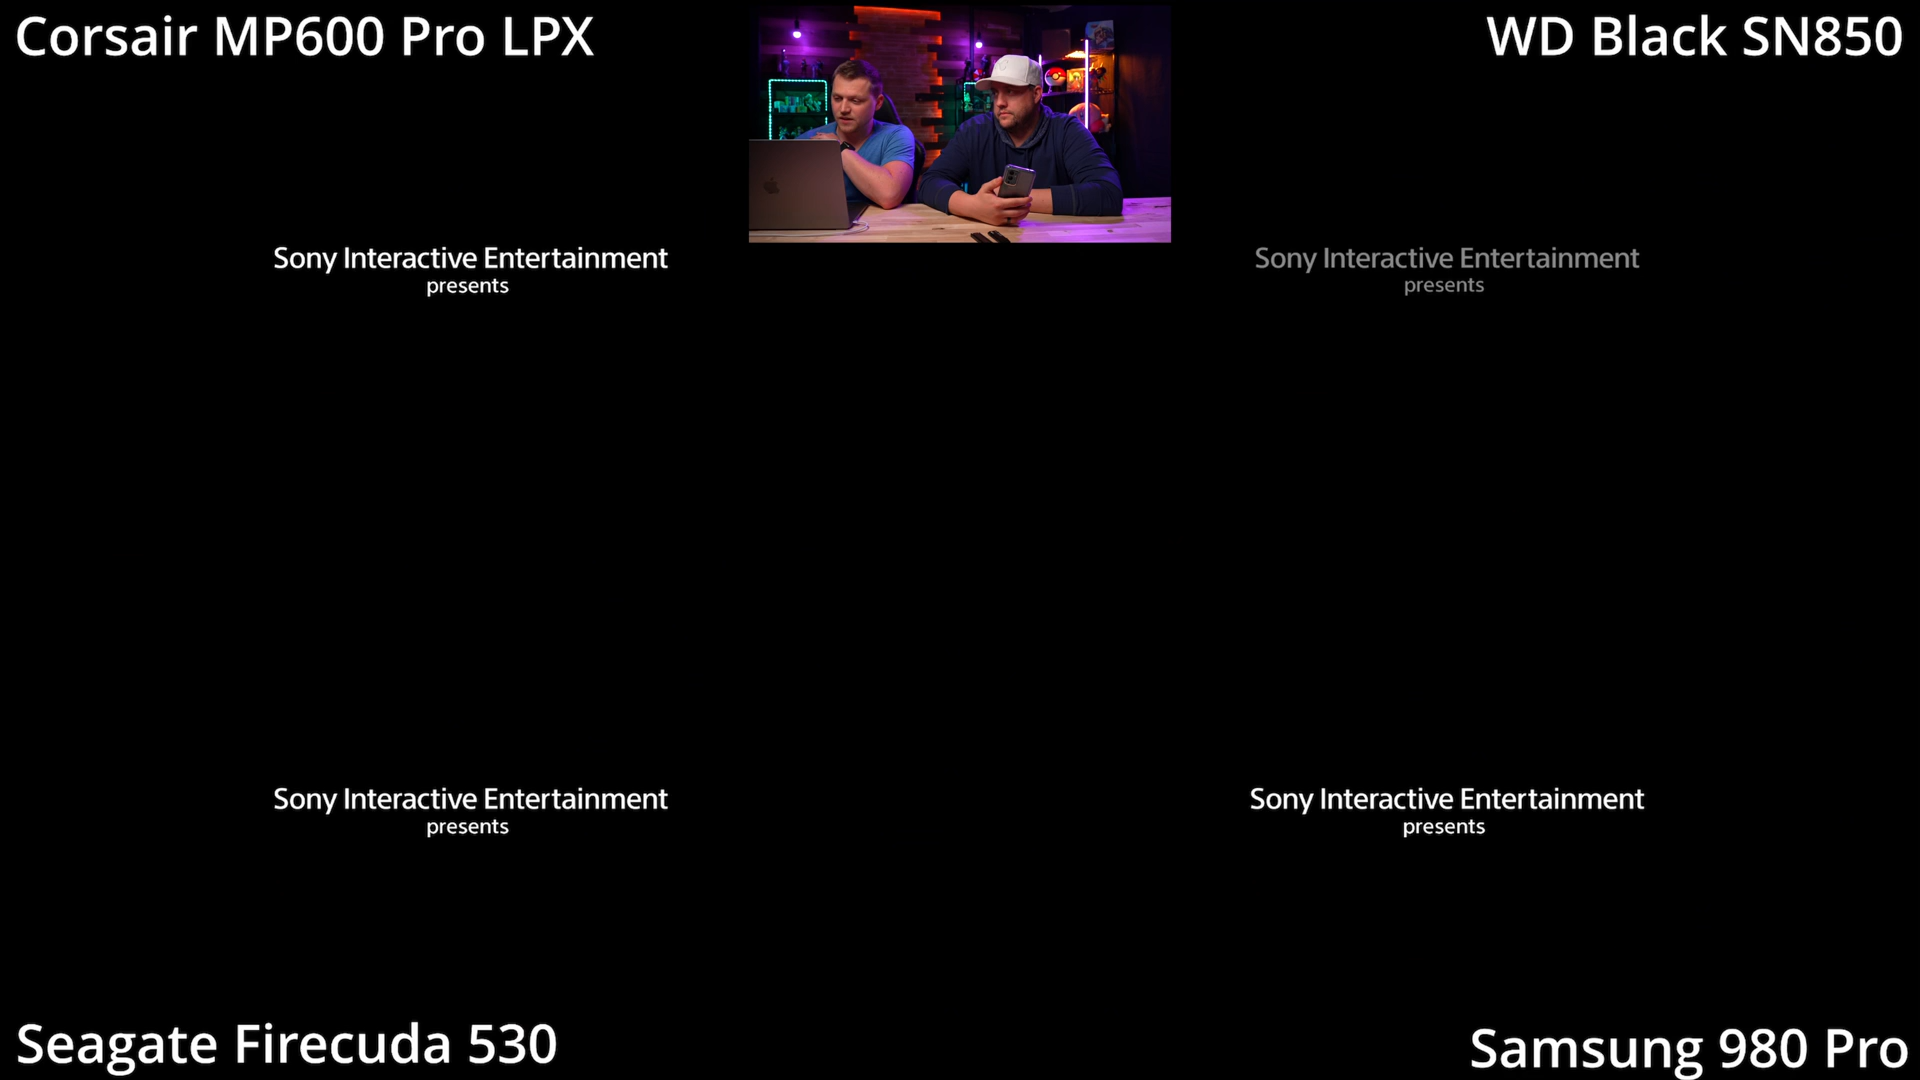 Corsair MP600 Pro LPX
WD Black SN850
Sony Interactive Entertainment
presents
Sony Interactive Entertainment
presents
Sony Interactive Entertainment
presents
Sony Interactive Entertainment
presents
Seagate Firecuda 530
Samsung 980 Pro